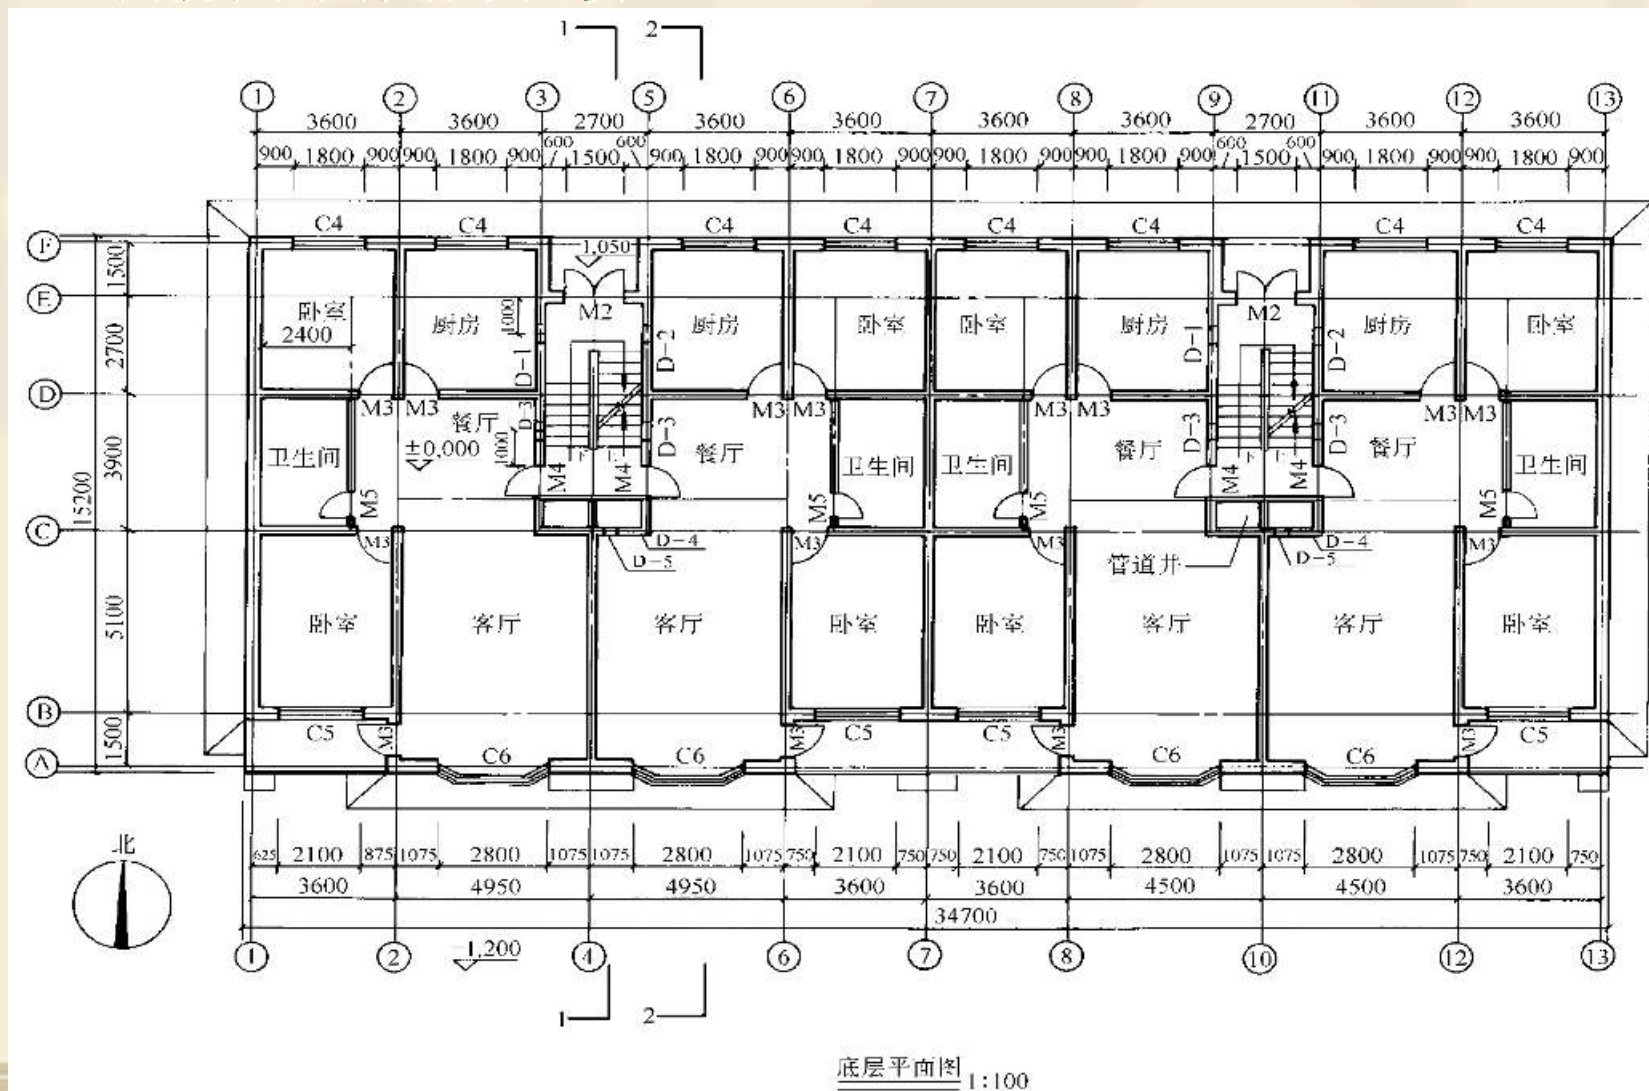 1 2
① ② ③ ⑤ ⑥ ⑦ ⑧ ⑨ ⑪ ⑫ ⑬
3600 3600 2700 3600 3600 3600 3600 2700 3600 3600
900 1800 900 900 1800 900 600 1500 600 900 1800 900 900 1800 900 900 1800 900 900 1800 900 600 1500 600 900 1800 900 900 1800 900
C4 C4 C4 C4 C4 C4 C4 C4
F
1,050
1500
E
M2 M2
卧室 厨房 1000 厨房 卧室 卧室 厨房 厨房 卧室
2400
2700
D-1 D-2 D-1 D-2
D
M3 M3 M3 M3 M3 M3 M3 M3
餐厅 D-3 D-3 餐厅 餐厅 D-3 D-3 餐厅
±0,000 1000
卫生间 卫生间 卫生间 卫生间
3900
15200
下 上 下 上
M5 M4 M4 M5 M5 M4 M4 M5
C
M3 M3 M3 M3
D-4 D-4
D-5 D-5
管道井
5100
卧室 客厅 客厅 卧室 卧室 客厅 客厅 卧室
B
C5 M3 M3 C5 C5 M3 M3 C5
1500
C6 C6 C6 C6
A
北
625 2100 875 1075 2800 1075 1075 2800 1075 750 2100 750 750 2100 750 1075 2800 1075 1075 2800 1075 750 2100 750
3600 4950 4950 3600 3600 4500 4500 3600
34700
① ② ④ ⑥ ⑦ ⑧ ⑩ ⑫ ⑬
-1,200
1 2
底层平面图 1:100